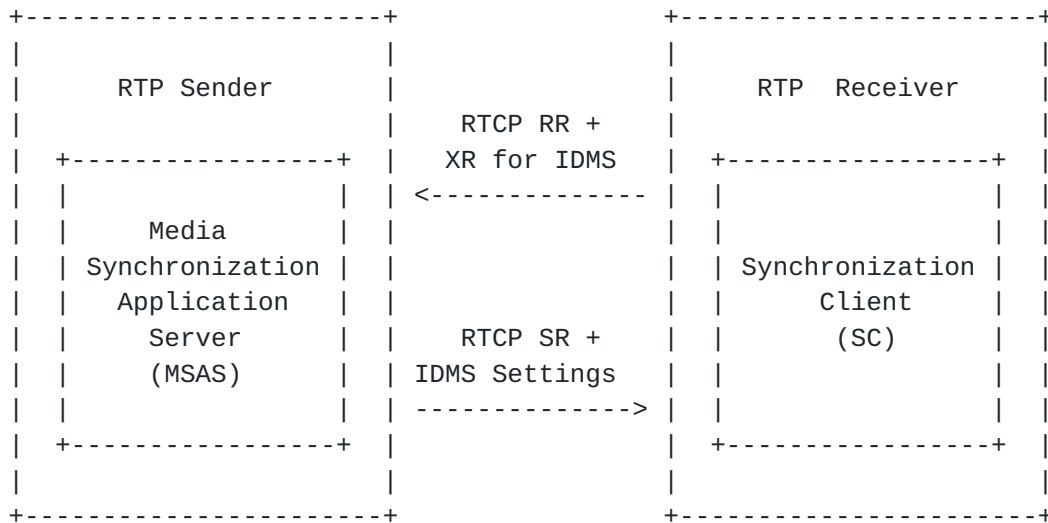 RTP Sender
RTP  Receiver
RTCP RR +
XR for IDMS
<--------------
Media
Synchronization
Application
Server
(MSAS)
RTCP SR +
IDMS Settings
-------------->
Synchronization
Client
(SC)